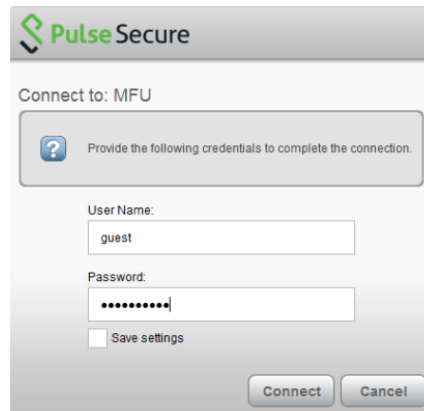 Pulse Secure
Connect to: MFU
Provide the following credentials to complete the connection.
User Name:
guest
Password:
••••••••••
Save settings
Connect Cancel